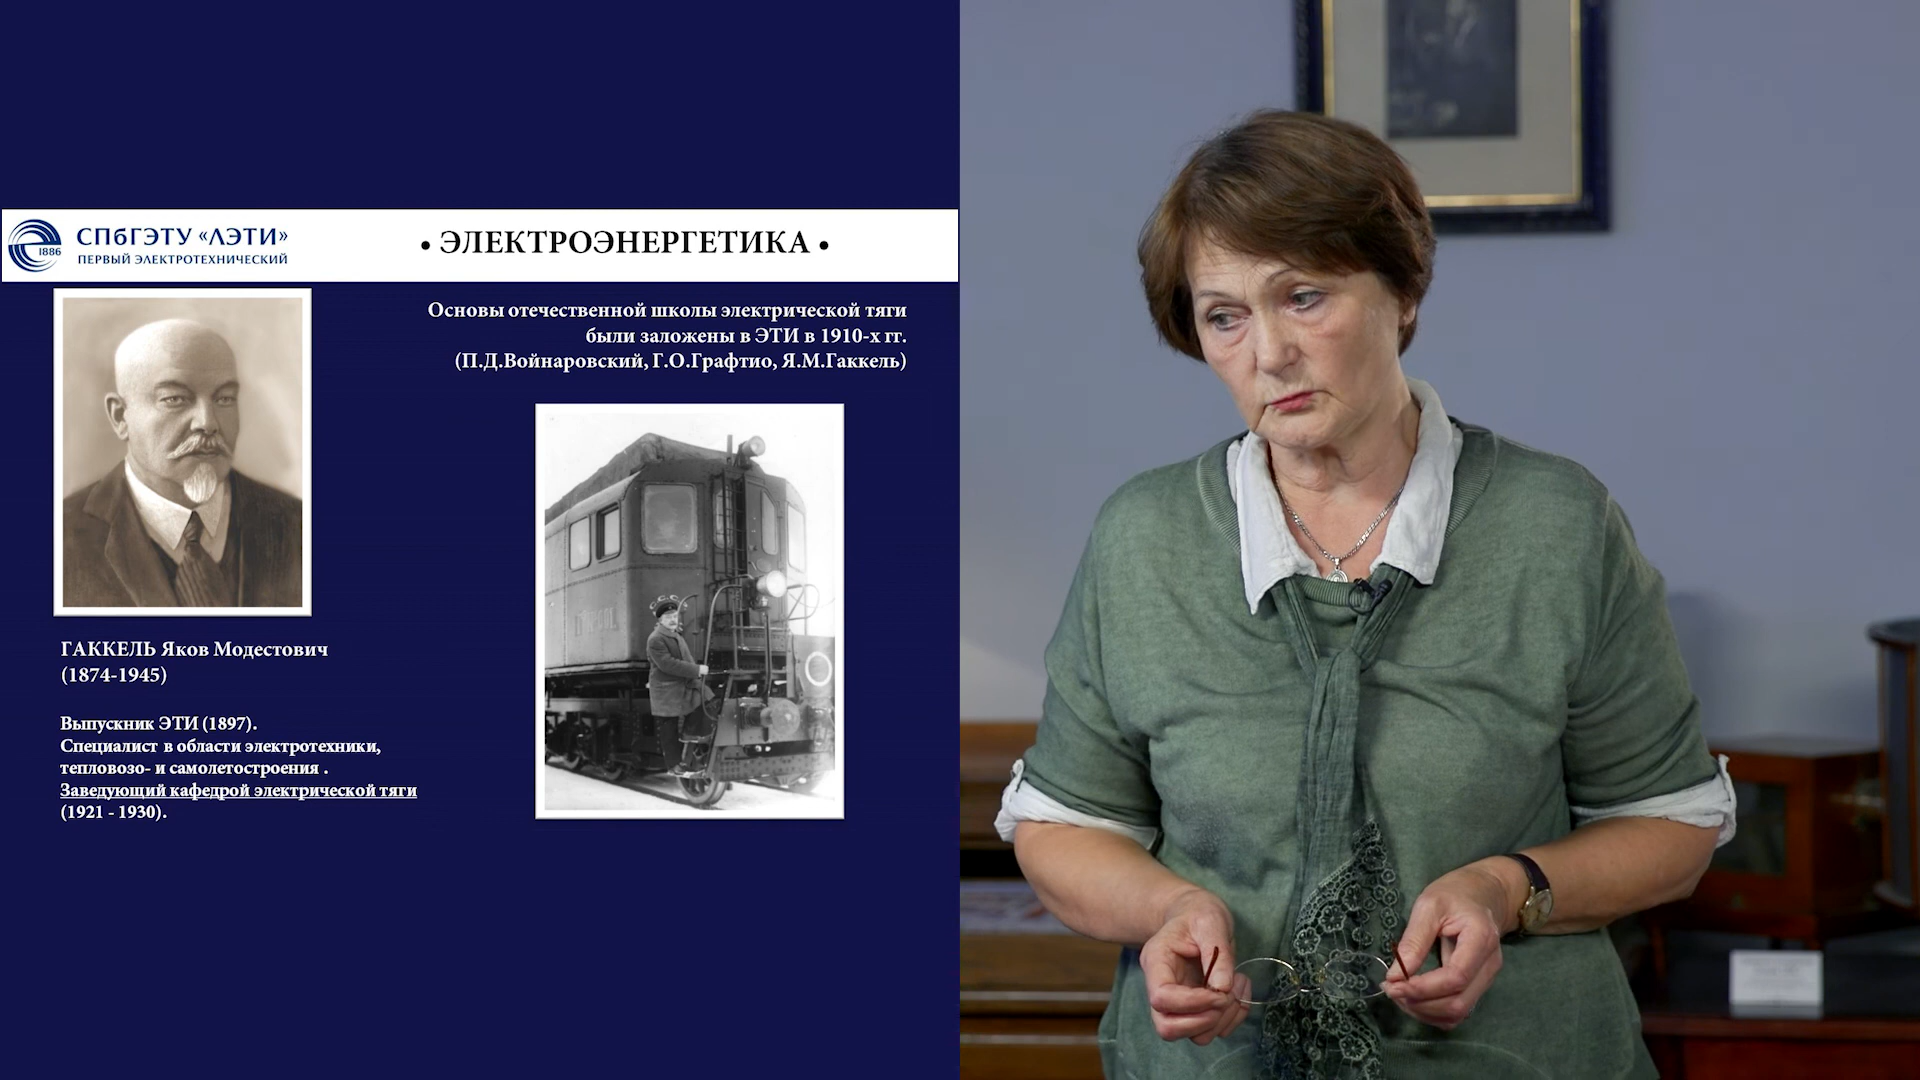 1886
СПбГЭТУ «ЛЭТИ»
ПЕРВЫЙ ЭЛЕКТРОТЕХНИЧЕСКИЙ
• ЭЛЕКТРОЭНЕРГЕТИКА •
Основы отечественной школы электрической тяги
были заложены в ЭТИ в 1910-х гг.
(П.Д.Войнаровский, Г.О.Графтио, Я.М.Гаккель)
ГАККЕЛЬ Яков Модестович
(1874-1945)
Выпускник ЭТИ (1897).
Специалист в области электротехники,
тепловозо- и самолетостроения .
Заведующий кафедрой электрической тяги
(1921 - 1930).